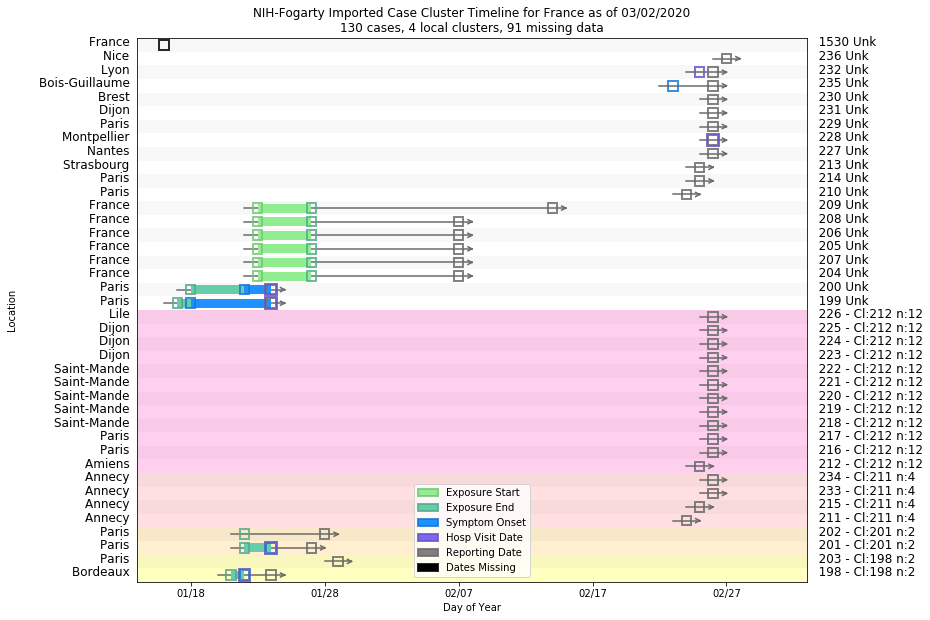 NIH-Fogarty Imported Case Cluster Timeline for France as of 03/02/2020
130 cases, 4 local clusters, 91 missing data
France 1530 Unk
Nice 236 Unk
Lyon 232 Unk
Bois-Guillaume 235 Unk
Brest 230 Unk
Dijon 231 Unk
Paris 229 Unk
Montpellier 228 Unk
Nantes 227 Unk
Strasbourg 213 Unk
Paris 214 Unk
Paris 210 Unk
France 209 Unk
France 208 Unk
France 206 Unk
France 205 Unk
France 207 Unk
France 204 Unk
Paris 200 Unk
Paris 199 Unk
Lile 226 - Cl:212 n:12
Dijon 225 - Cl:212 n:12
Dijon 224 - Cl:212 n:12
Dijon 223 - Cl:212 n:12
Saint-Mande 222 - Cl:212 n:12
Saint-Mande 221 - Cl:212 n:12
Saint-Mande 220 - Cl:212 n:12
Saint-Mande 219 - Cl:212 n:12
Saint-Mande 218 - Cl:212 n:12
Paris 217 - Cl:212 n:12
Paris 216 - Cl:212 n:12
Amiens 212 - Cl:212 n:12
Annecy 234 - Cl:211 n:4
Annecy 233 - Cl:211 n:4
Annecy 215 - Cl:211 n:4
Annecy 211 - Cl:211 n:4
Paris 202 - Cl:201 n:2
Paris 201 - Cl:201 n:2
Paris 203 - Cl:198 n:2
Bordeaux 198 - Cl:198 n:2
Location
Exposure Start
Exposure End
Symptom Onset
Hosp Visit Date
Reporting Date
Dates Missing
01/18 01/28 02/07 02/17 02/27
Day of Year